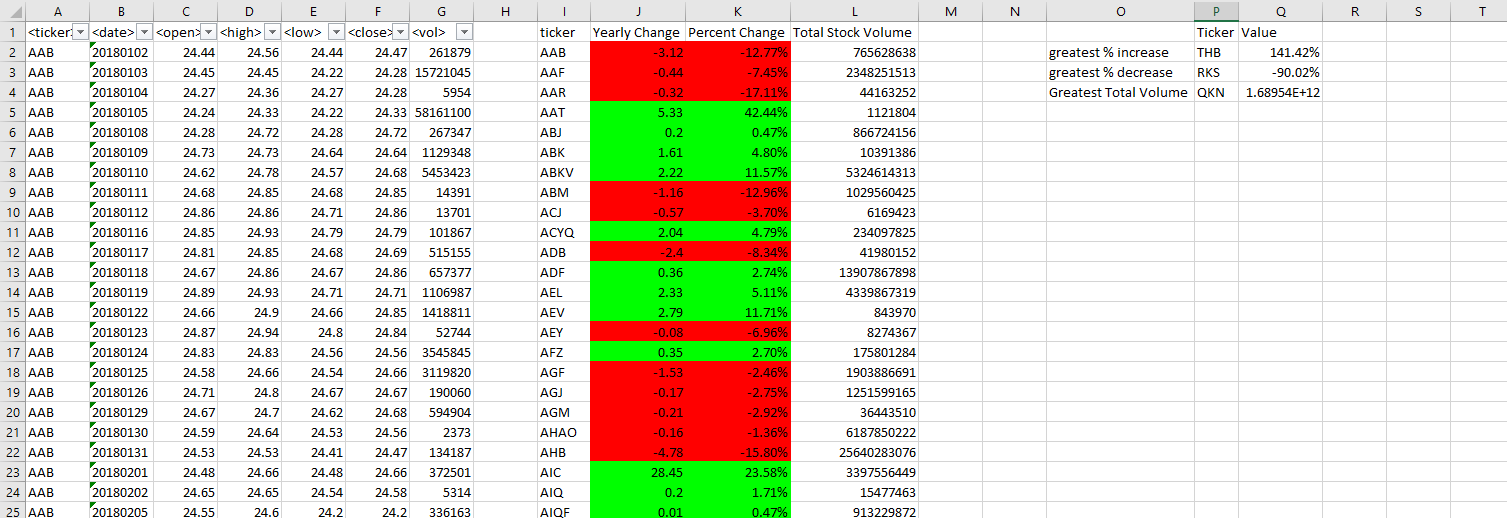 A B C D E F G H I J K L M N O P Q R S T
1 <ticker> <date> <open> <high> <low> <close> <vol> ticker Yearly Change Percent Change Total Stock Volume Ticker Value
2 AAB 20180102 24.44 24.56 24.44 24.47 261879 AAB -3.12 -12.77% 765628638 greatest % increase THB 141.42%
3 AAB 20180103 24.45 24.45 24.22 24.28 15721045 AAF -0.44 -7.45% 2348251513 greatest % decrease RKS -90.02%
4 AAB 20180104 24.27 24.36 24.27 24.28 5954 AAR -0.32 -17.11% 44163252 Greatest Total Volume QKN 1.68954E+12
5 AAB 20180105 24.24 24.33 24.22 24.33 58161100 AAT 5.33 42.44% 1121804
6 AAB 20180108 24.28 24.72 24.28 24.72 267347 ABJ 0.2 0.47% 866724156
7 AAB 20180109 24.73 24.73 24.64 24.64 1129348 ABK 1.61 4.80% 10391386
8 AAB 20180110 24.62 24.78 24.57 24.68 5453423 ABKV 2.22 11.57% 5324614313
9 AAB 20180111 24.68 24.85 24.68 24.85 14391 ABM -1.16 -12.96% 1029560425
10 AAB 20180112 24.86 24.86 24.71 24.86 13701 ACJ -0.57 -3.70% 6169423
11 AAB 20180116 24.85 24.93 24.79 24.79 101867 ACYQ 2.04 4.79% 234097825
12 AAB 20180117 24.81 24.85 24.68 24.69 515155 ADB -2.4 -8.34% 41980152
13 AAB 20180118 24.67 24.86 24.67 24.86 657377 ADF 0.36 2.74% 13907867898
14 AAB 20180119 24.89 24.93 24.71 24.71 1106987 AEL 2.33 5.11% 4339867319
15 AAB 20180122 24.66 24.9 24.66 24.85 1418811 AEV 2.79 11.71% 843970
16 AAB 20180123 24.87 24.94 24.8 24.84 52744 AEY -0.08 -6.96% 8274367
17 AAB 20180124 24.83 24.83 24.56 24.56 3545845 AFZ 0.35 2.70% 175801284
18 AAB 20180125 24.58 24.66 24.54 24.66 3119820 AGF -1.53 -2.46% 1903886691
19 AAB 20180126 24.71 24.8 24.67 24.67 190060 AGJ -0.17 -2.75% 1251599165
20 AAB 20180129 24.67 24.7 24.62 24.68 594904 AGM -0.21 -2.92% 36443510
21 AAB 20180130 24.59 24.64 24.53 24.56 2373 AHAO -0.16 -1.36% 6187850222
22 AAB 20180131 24.53 24.53 24.41 24.47 134187 AHB -4.78 -15.80% 25640283076
23 AAB 20180201 24.48 24.66 24.48 24.66 372501 AIC 28.45 23.58% 3397556449
24 AAB 20180202 24.65 24.65 24.54 24.58 5314 AIQ 0.2 1.71% 15477463
25 AAB 20180205 24.55 24.6 24.2 24.2 336163 AIQF 0.01 0.47% 913229872